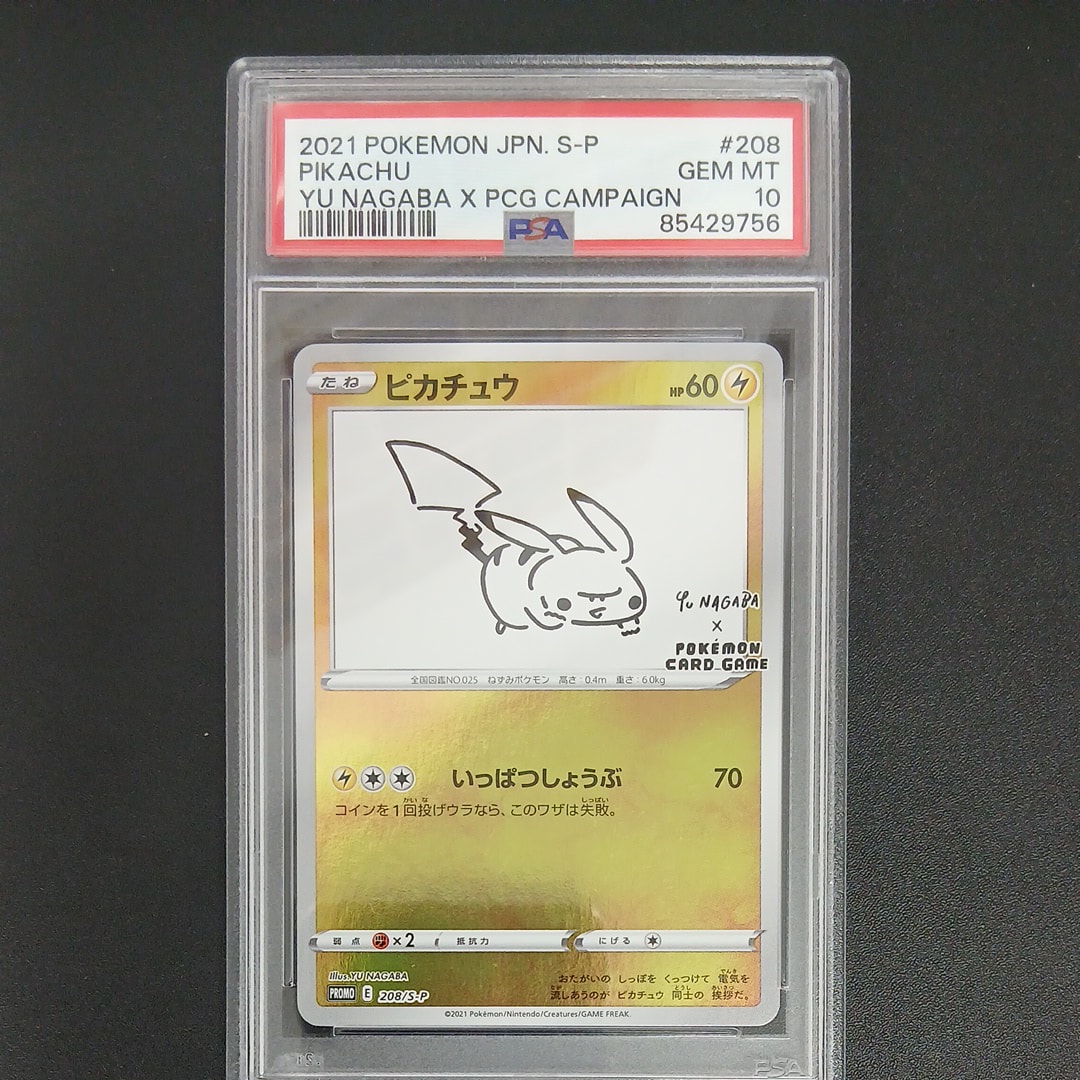 2021 POKEMON JPN. S-P #208
PIKACHU GEM MT
YU NAGABA X PCG CAMPAIGN 10
PSA 85429756
たね ピカチュウ HP60
YU NAGABA
X
POKÉMON
CARD GAME
全国図鑑NO.025 ねずみポケモン 高さ:0.4m 重さ:6.0kg
いっぱつしょうぶ 70
コインを1回投げウラなら、このワザは失敗。
弱点 ×2 抵抗力 にげる
Illus.YU NAGABA
おたがいの しっぽを くっつけて 電気を
PROMO E 208/S-P 流しあうのが ピカチュウ 同士の 挨拶だ。
©2021 Pokémon/Nintendo/Creatures/GAME FREAK.
PSA